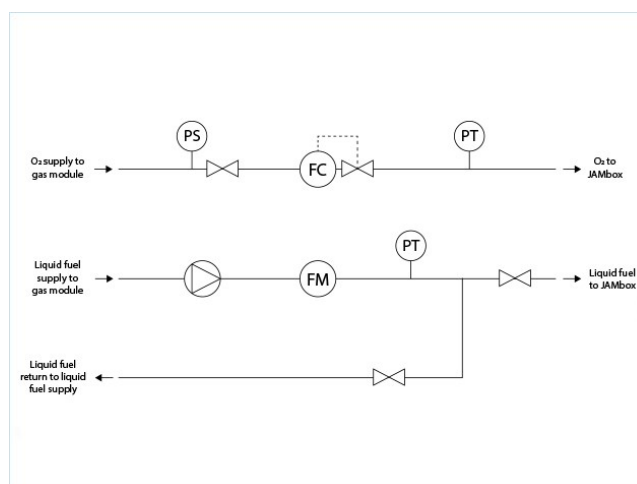 PS
PT
O₂ supply to
gas module
FC
O₂ to
JAMbox
PT
Liquid fuel
supply to
gas module
FM
Liquid fuel
to JAMbox
Liquid fuel
return to liquid
fuel supply